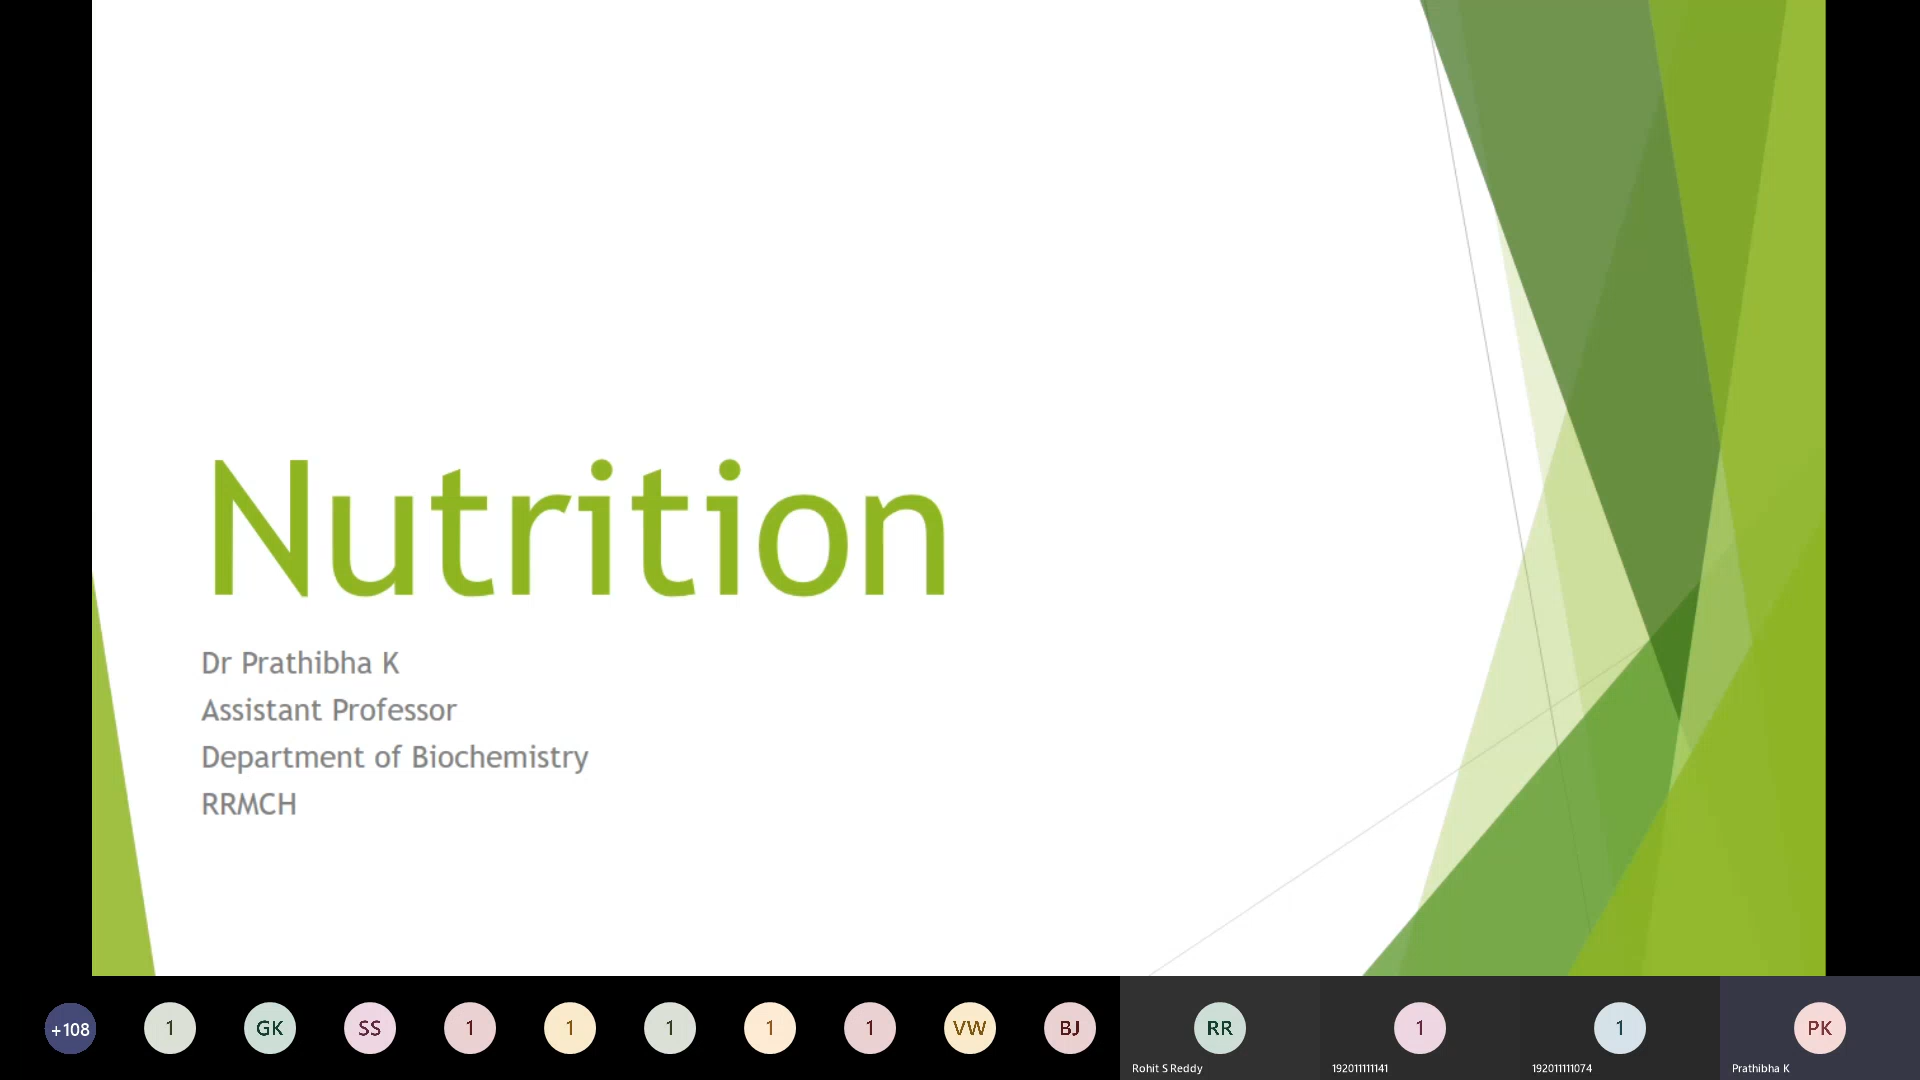 Nutrition
Dr Prathibha K
Assistant Professor
Department of Biochemistry
RRMCH
+108
1
GK
SS
1
1
1
1
1
VW
BJ
RR
1
1
PK
Rohit S Reddy
192011111141
192011111074
Prathibha K